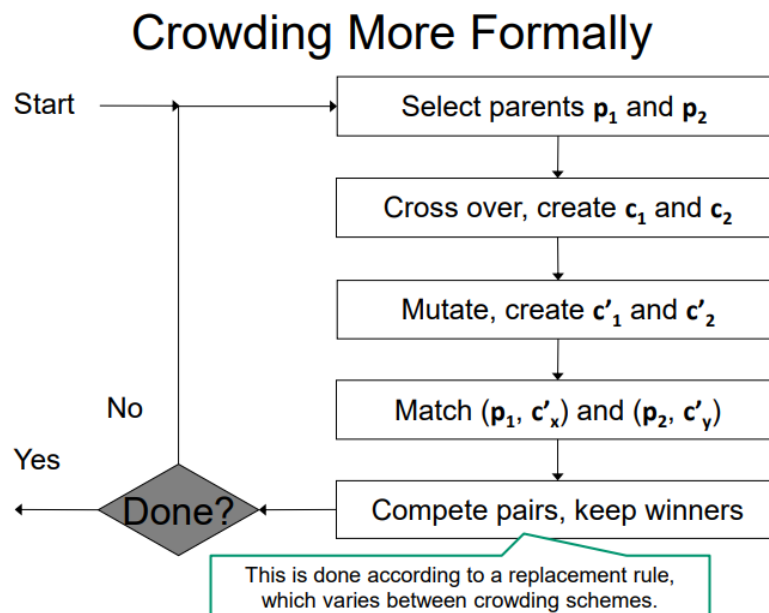 Crowding More Formally
Start
Select parents p₁ and p₂
Cross over, create c₁ and c₂
Mutate, create c’₁ and c’₂
No
Match (p₁, c’ₓ) and (p₂, c’ᵧ)
Yes
Done?
Compete pairs, keep winners
This is done according to a replacement rule,
which varies between crowding schemes.